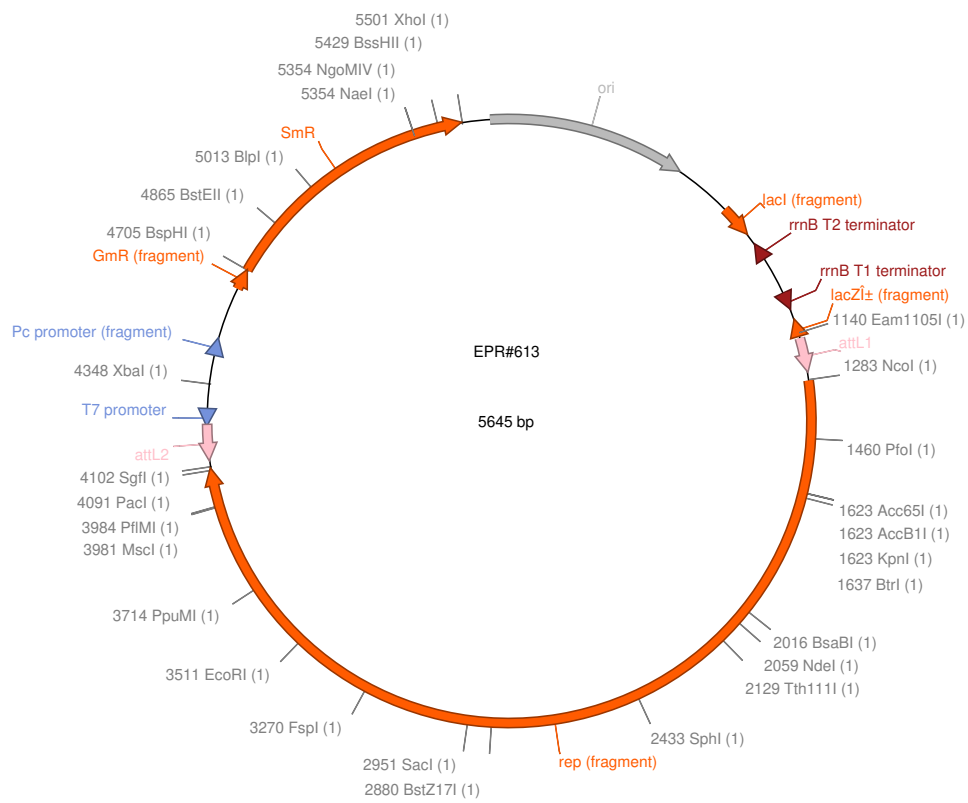 5501 XhoI (1)
5429 BssHII (1)
5354 NgoMIV (1)
5354 NaeI (1)
ori
SmR
5013 BlpI (1)
4865 BstEII (1)
4705 BspHI (1)
GmR (fragment)
Pc promoter (fragment)
4348 XbaI (1)
T7 promoter
attL2
4102 SgfI (1)
4091 PacI (1)
3984 PflMI (1)
3981 MscI (1)
3714 PpuMI (1)
3511 EcoRI (1)
3270 FspI (1)
2951 SacI (1)
2880 BstZ17I (1)
rep (fragment)
2433 SphI (1)
2129 Tth111I (1)
2059 NdeI (1)
2016 BsaBI (1)
1637 BtrI (1)
1623 KpnI (1)
1623 AccB1I (1)
1623 Acc65I (1)
1460 PfoI (1)
1283 NcoI (1)
attL1
1140 Eam1105I (1)
lacZÎ± (fragment)
rrnB T1 terminator
rrnB T2 terminator
lacI (fragment)
EPR#613
5645 bp